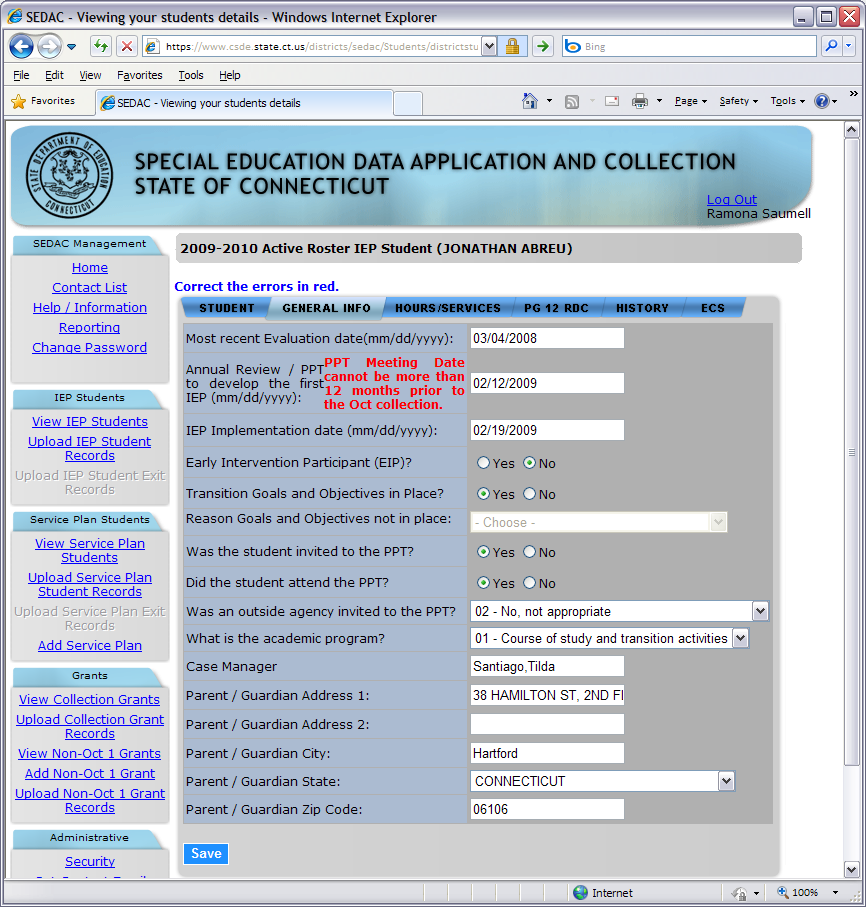 SEDAC - Viewing your students details - Windows Internet Explorer
https://www.csde.state.ct.us/districts/sedac/Students/districtstu
Bing
File Edit View Favorites Tools Help
Favorites
SEDAC - Viewing your students details
Page Safety Tools
STATE DEPARTMENT OF EDUCATION
CONNECTICUT
SPECIAL EDUCATION DATA APPLICATION AND COLLECTION
STATE OF CONNECTICUT
Log Out
Ramona Saumell
SEDAC Management
Home
Contact List
Help / Information
Reporting
Change Password
IEP Students
View IEP Students
Upload IEP Student
Records
Upload IEP Student Exit
Records
Service Plan Students
View Service Plan
Students
Upload Service Plan
Student Records
Upload Service Plan Exit
Records
Add Service Plan
Grants
View Collection Grants
Upload Collection Grant
Records
View Non-Oct 1 Grants
Add Non-Oct 1 Grant
Upload Non-Oct 1 Grant
Records
Administrative
Security
2009-2010 Active Roster IEP Student (JONATHAN ABREU)
Correct the errors in red.
STUDENT GENERAL INFO HOURS/SERVICES PG 12 RDC HISTORY ECS
Most recent Evaluation date(mm/dd/yyyy): 03/04/2008
Annual Review / PPT
to develop the first
IEP (mm/dd/yyyy):
PPT Meeting Date
cannot be more than
12 months prior to
the Oct collection.
02/12/2009
IEP Implementation date (mm/dd/yyyy): 02/19/2009
Early Intervention Participant (EIP)? Yes No
Transition Goals and Objectives in Place? Yes No
Reason Goals and Objectives not in place: - Choose -
Was the student invited to the PPT? Yes No
Did the student attend the PPT? Yes No
Was an outside agency invited to the PPT? 02 - No, not appropriate
What is the academic program? 01 - Course of study and transition activities
Case Manager Santiago,Tilda
Parent / Guardian Address 1: 38 HAMILTON ST, 2ND Fl
Parent / Guardian Address 2:
Parent / Guardian City: Hartford
Parent / Guardian State: CONNECTICUT
Parent / Guardian Zip Code: 06106
Save
Internet
100%